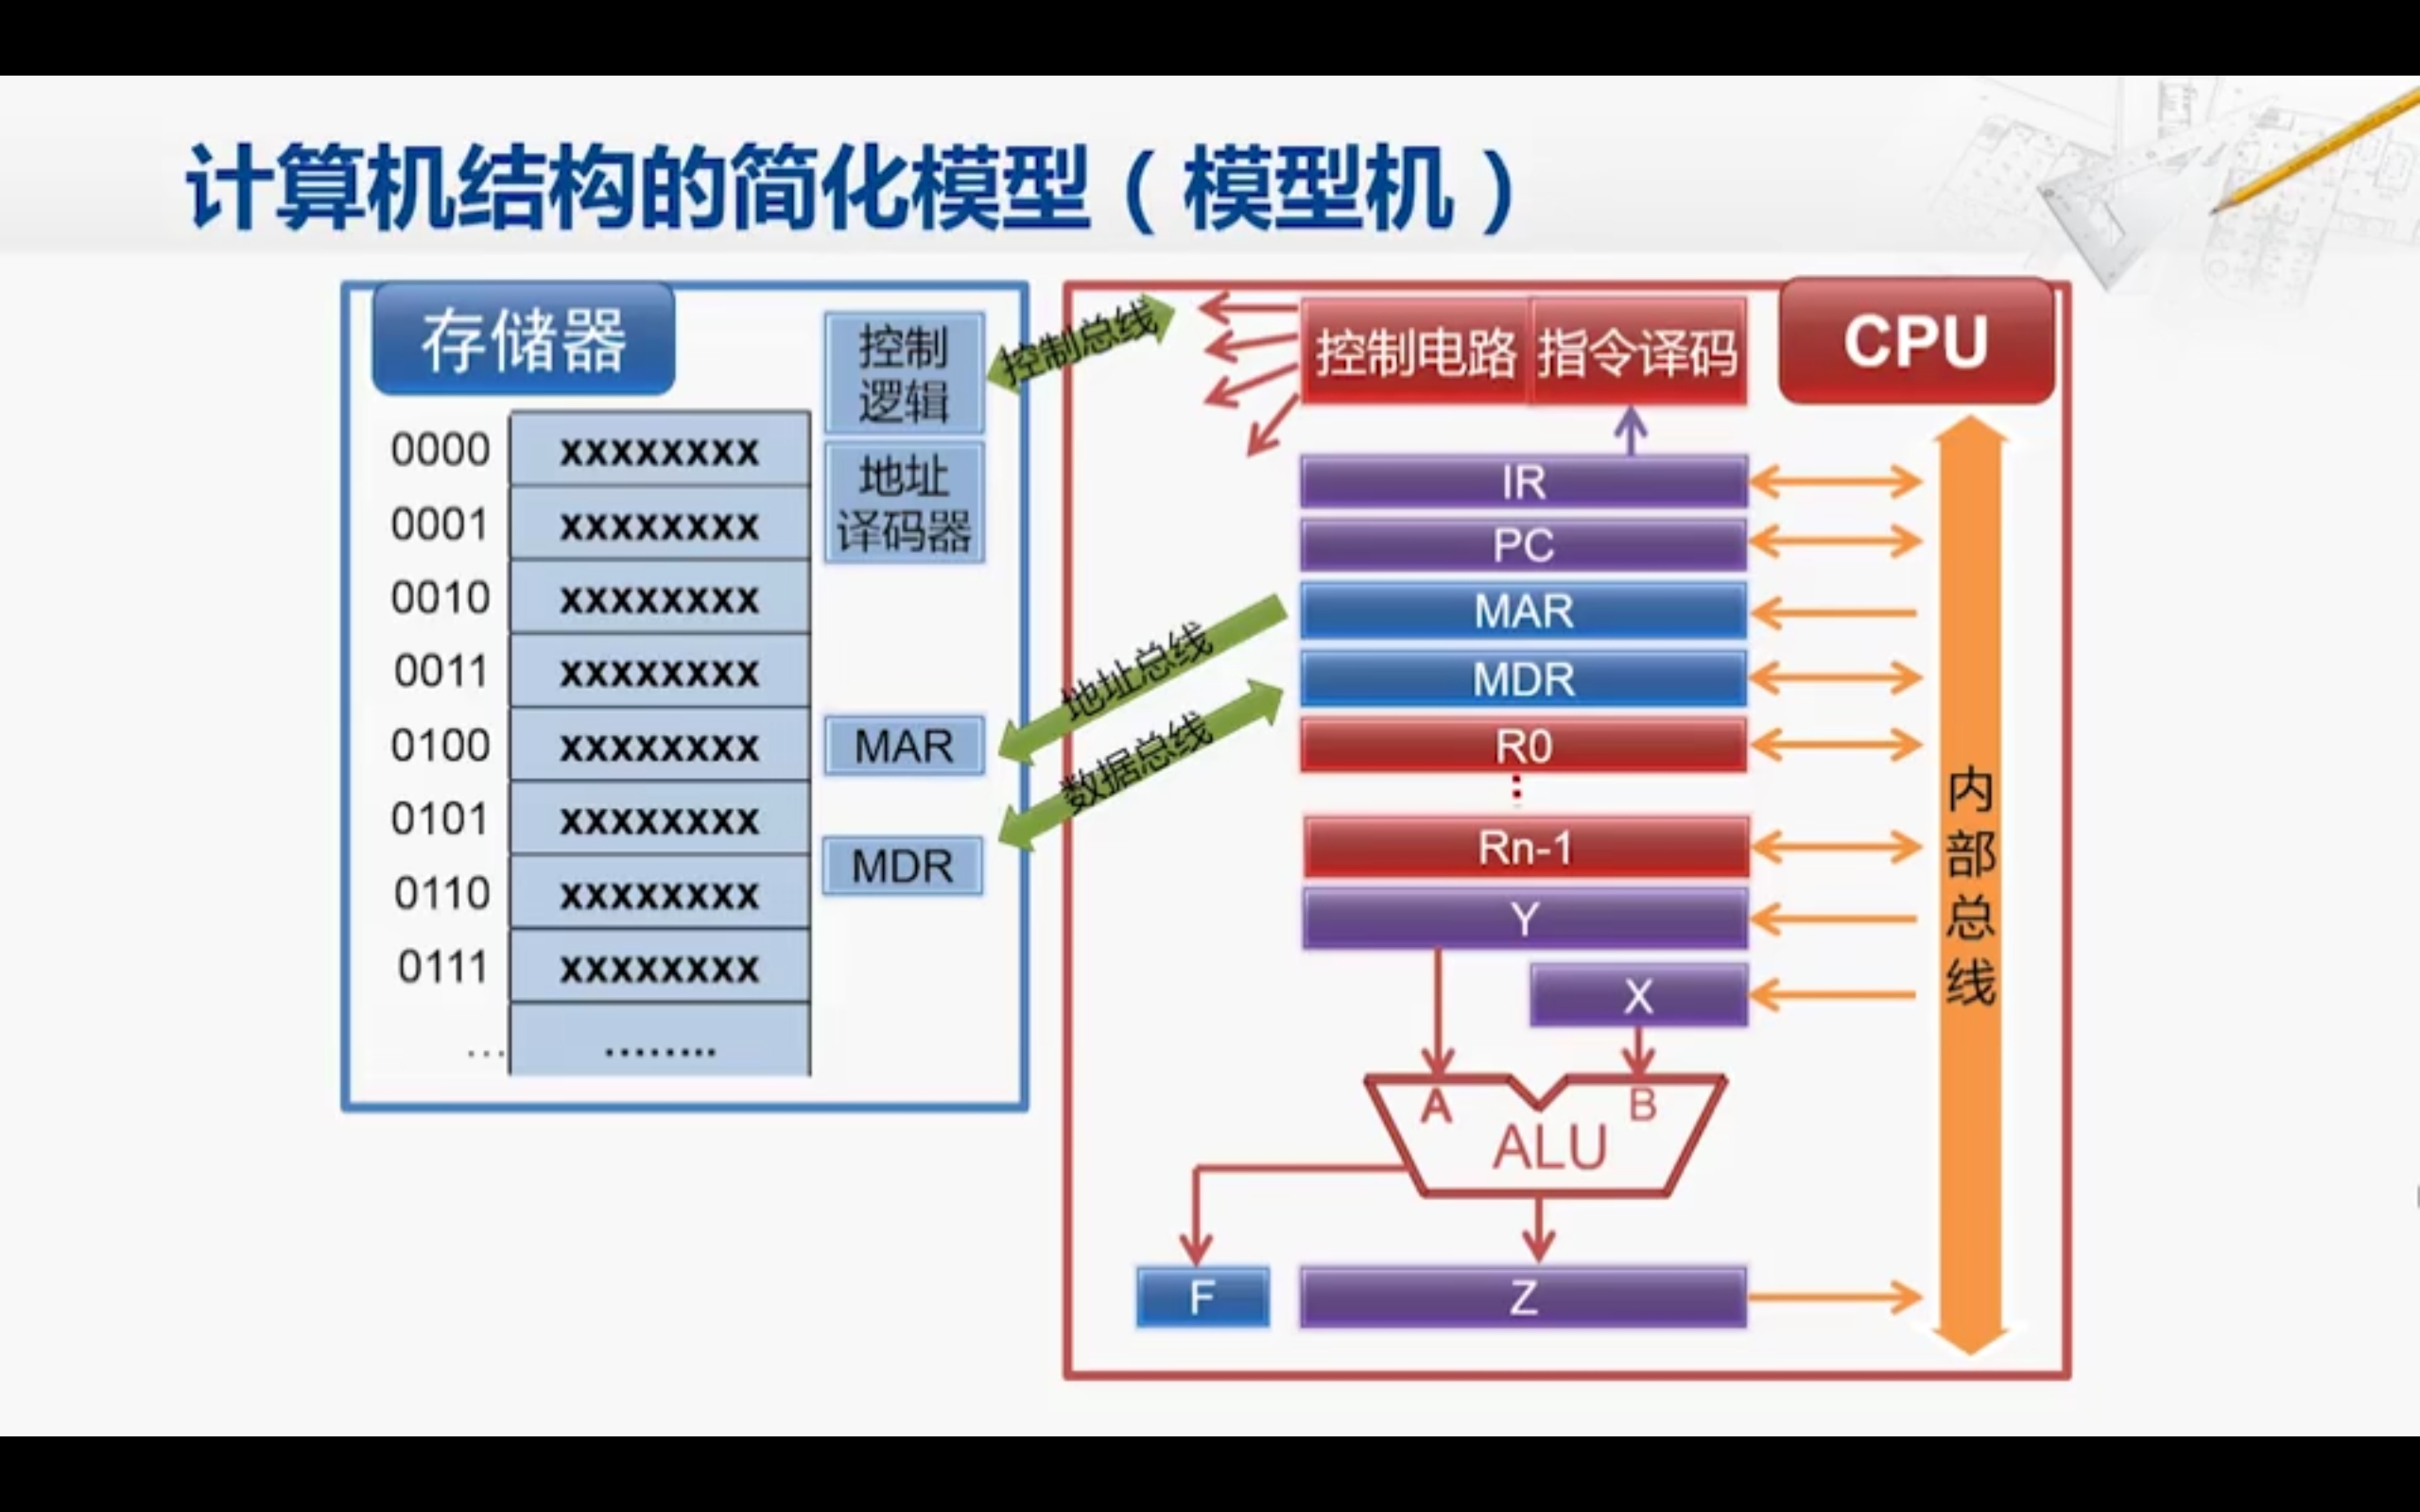 计算机结构的简化模型（模型机）
存储器
控制
逻辑
地址
译码器
0000 xxxxxxxx
0001 xxxxxxxx
0010 xxxxxxxx
0011 xxxxxxxx
0100 xxxxxxxx
0101 xxxxxxxx
0110 xxxxxxxx
0111 xxxxxxxx
... ........
MAR
MDR
控制总线
地址总线
数据总线
CPU
控制电路 指令译码
IR
PC
MAR
MDR
R0
⋮
Rn-1
Y
X
A B
ALU
F
Z
内部总线